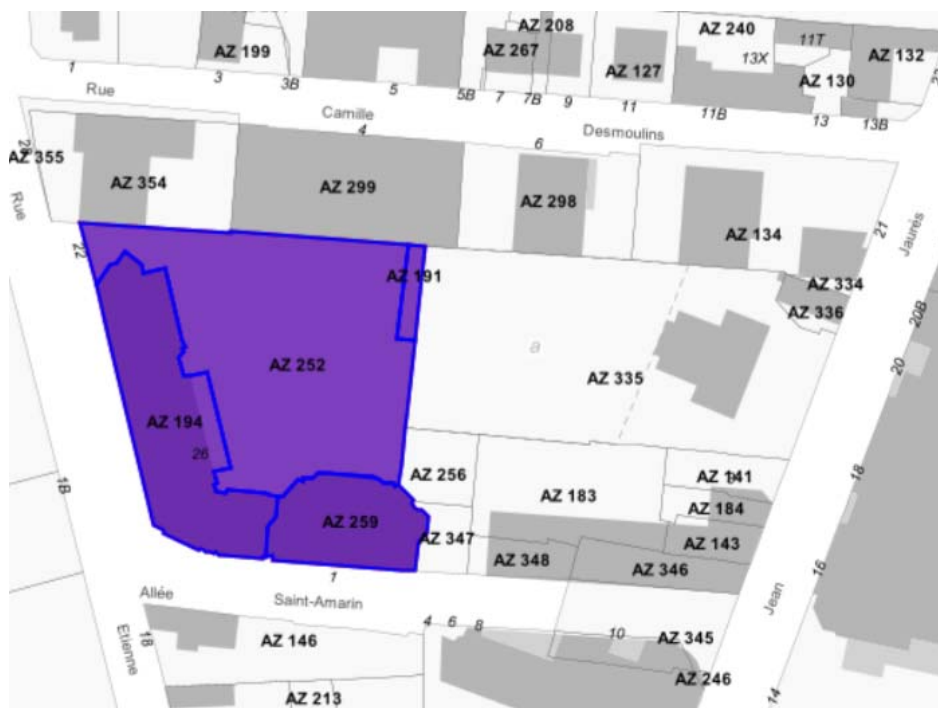 AZ 208
AZ 240
11T
AZ 132
AZ 199
AZ 267
13X
AZ 127
AZ 130
1
3
3B
5
5B
7
7B
9
11
11B
13
13B
Rue
Camille
Desmoulins
4
6
28
AZ 355
AZ 354
AZ 299
AZ 298
AZ 134
21
Jaurès
Rue
22
AZ 191
AZ 334
AZ 336
20B
AZ 252
a
AZ 335
20
AZ 194
26
AZ 256
AZ 141
18
1B
AZ 183
AZ 184
AZ 259
AZ 347
AZ 143
AZ 348
AZ 346
16
1
Allée
Saint-Amarin
Jean
Etienne
18
AZ 146
4
6
8
10
AZ 345
AZ 246
AZ 213
14